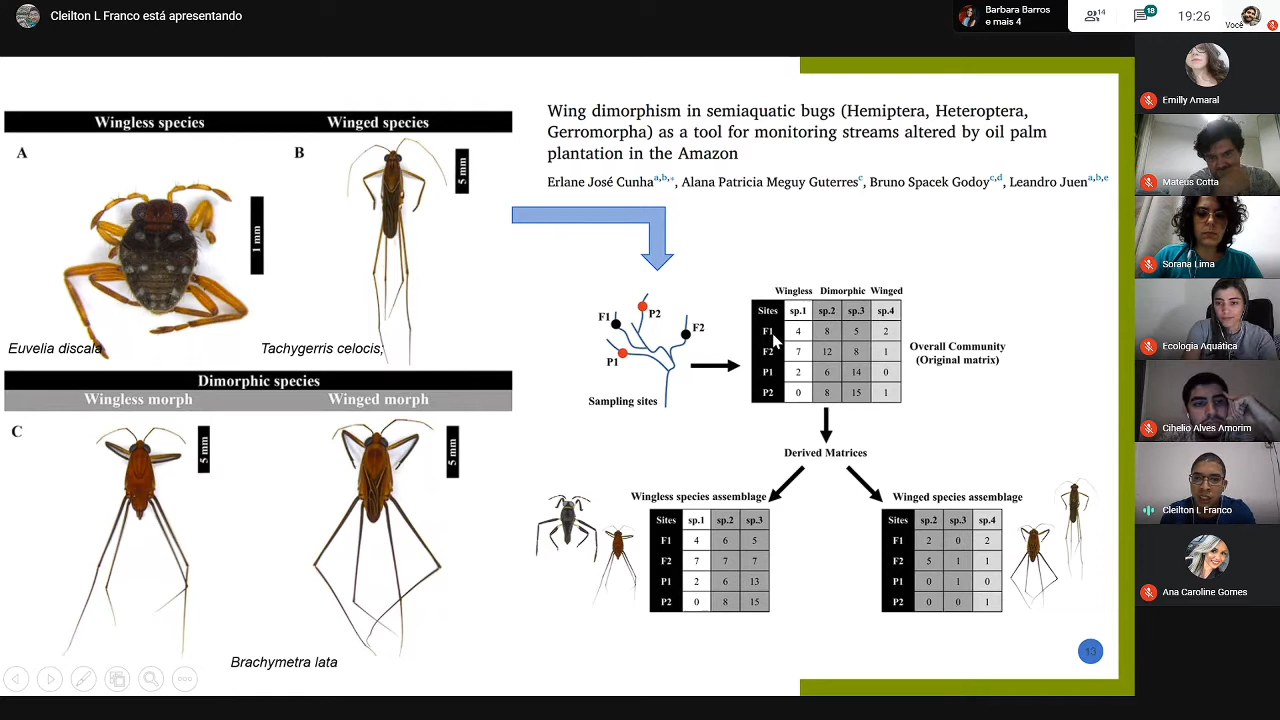 Cleilton L Franco está apresentando
Barbara Barros
e mais 4
14
18
19:26
Você
Wingless species
Winged species
A
B
5 mm
1 mm
Euvelia discala
Tachygerris celocis;
Dimorphic species
Wingless morph
Winged morph
C
5 mm
5 mm
Brachymetra lata
Wing dimorphism in semiaquatic bugs (Hemiptera, Heteroptera,
Gerromorpha) as a tool for monitoring streams altered by oil palm
plantation in the Amazon
Erlane José Cunha a,b,*, Alana Patricia Meguy Guterres c, Bruno Spacek Godoy c,d, Leandro Juen a,b,e
F1
P2
F2
P1
Sampling sites
Wingless Dimorphic Winged
Sites sp.1 sp.2 sp.3 sp.4
F1 4 8 5 2
F2 7 12 8 1
P1 2 6 14 0
P2 0 8 15 1
Overall Community
(Original matrix)
Derived Matrices
Wingless species assemblage
Sites sp.1 sp.2 sp.3
F1 4 6 5
F2 7 7 7
P1 2 6 13
P2 0 8 15
Winged species assemblage
Sites sp.2 sp.3 sp.4
F1 2 0 2
F2 5 1 1
P1 0 1 0
P2 0 0 1
13
Emilly Amaral
Mateus Cotta
Sorana Lima
Ecologia Aquática
Cihelio Alves Amorim
Cleilton L Franco
Ana Caroline Gomes